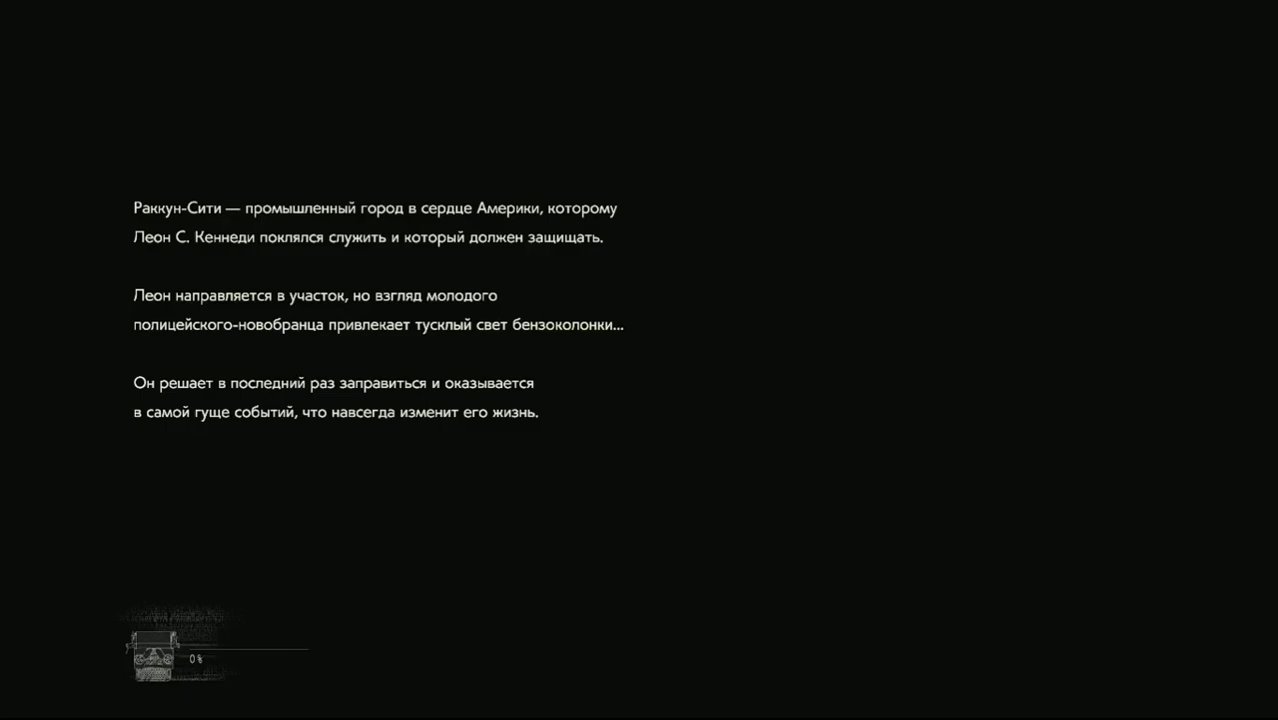 Раккун-Сити — промышленный город в сердце Америки, которому
Леон С. Кеннеди поклялся служить и который должен защищать.
Леон направляется в участок, но взгляд молодого
полицейского-новобранца привлекает тусклый свет бензоколонки...
Он решает в последний раз заправиться и оказывается
в самой гуще событий, что навсегда изменит его жизнь.
0%